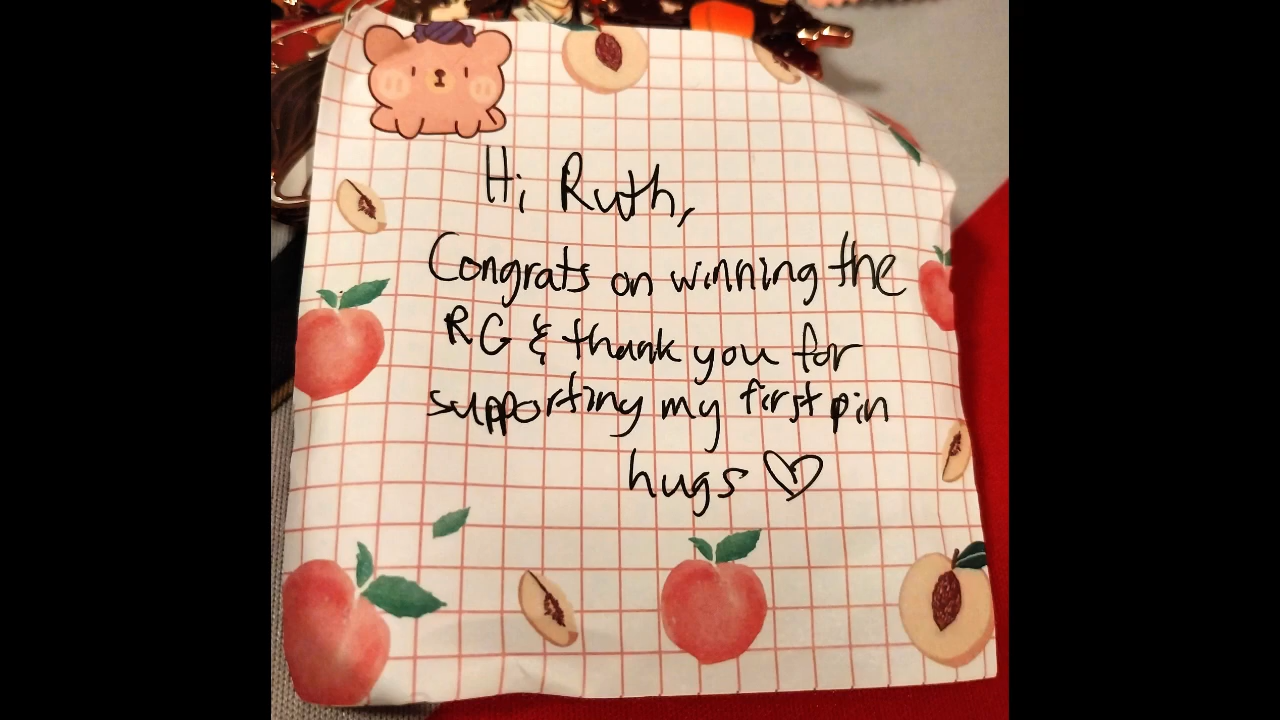 Hi Ruth,
Congrats on winning the
RG & thank you for
supporting my first pin
hugs ♡